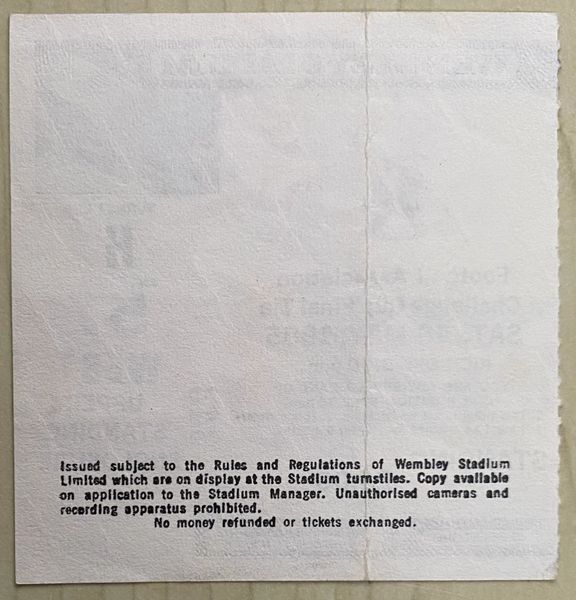 Issued subject to the Rules and Regulations of Wembley Stadium
Limited which are on display at the Stadium turnstiles. Copy available
on application to the Stadium Manager. Unauthorised cameras and
recording apparatus prohibited.
No money refunded or tickets exchanged.